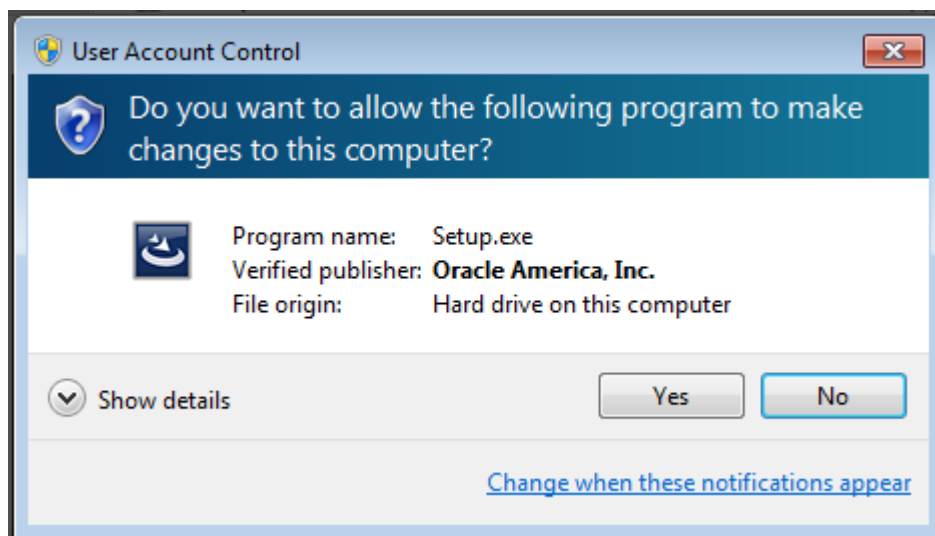 User Account Control
Do you want to allow the following program to make
changes to this computer?
Program name: Setup.exe
Verified publisher: Oracle America, Inc.
File origin: Hard drive on this computer
Show details
Yes
No
Change when these notifications appear